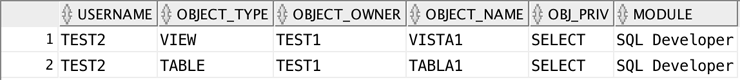 USERNAME OBJECT_TYPE OBJECT_OWNER OBJECT_NAME OBJ_PRIV MODULE
1 TEST2 VIEW TEST1 VISTA1 SELECT SQL Developer
2 TEST2 TABLE TEST1 TABLA1 SELECT SQL Developer